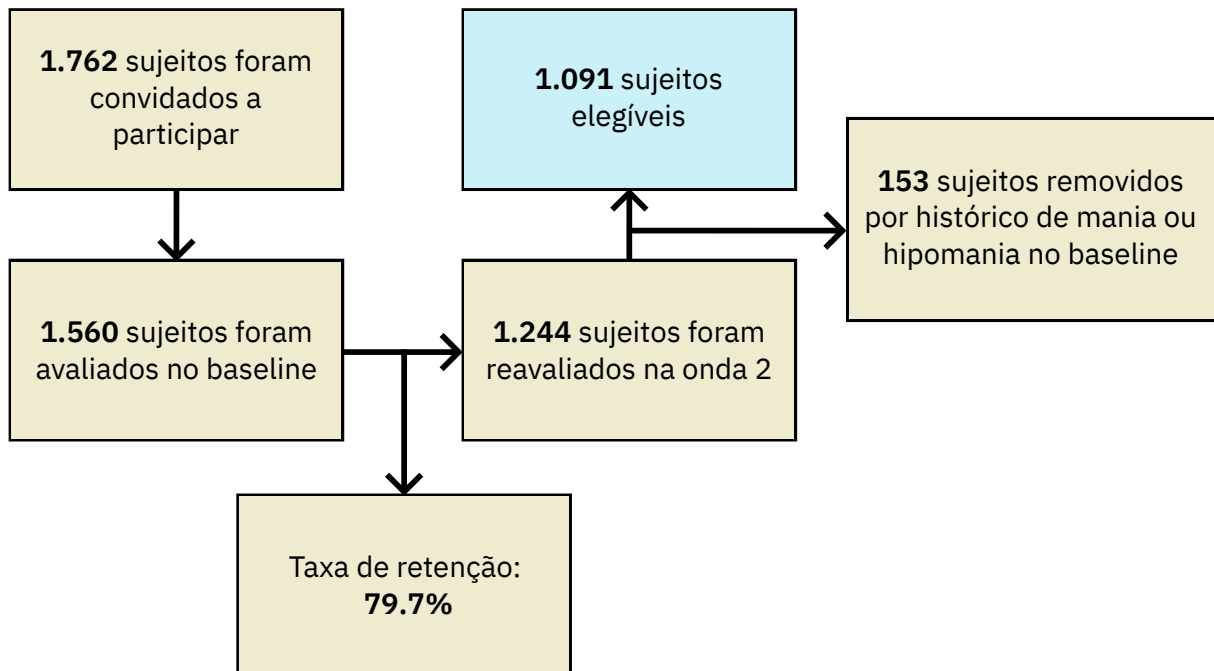 1.762 sujeitos foram
convidados a
participar
1.560 sujeitos foram
avaliados no baseline
Taxa de retenção:
79.7%
1.244 sujeitos foram
reavaliados na onda 2
1.091 sujeitos
elegíveis
153 sujeitos removidos
por histórico de mania ou
hipomania no baseline